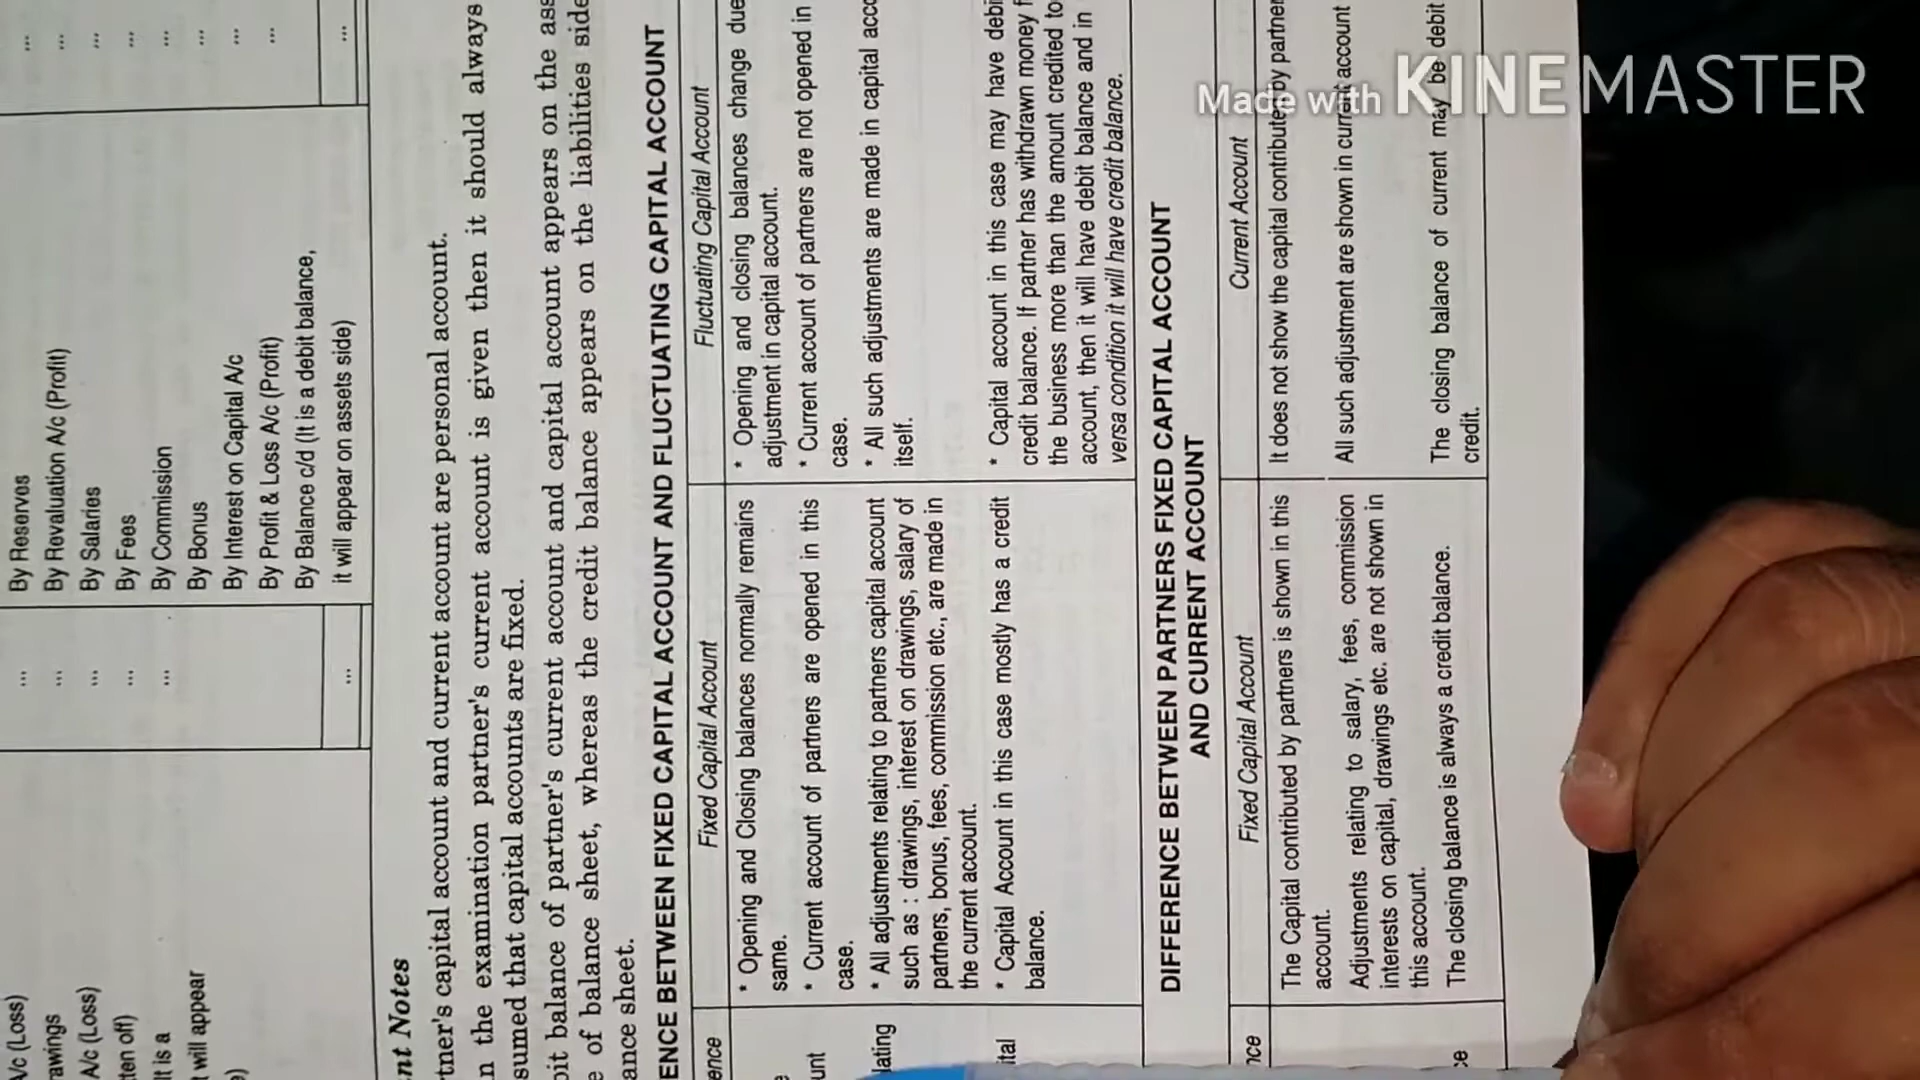 By Reserves ...
By Revaluation A/c (Profit) ...
By Salaries ...
By Fees ...
By Commission ...
By Bonus ...
By Interest on Capital A/c ...
By Profit & Loss A/c (Profit) ...
By Balance c/d (It is a debit balance,
it will appear on assets side)
... ...
A/c (Loss) ...
rawings ...
A/c (Loss) ...
tten off) ...
It is a ...
t will appear
e)
nt Notes
rtner's capital account and current account are personal account.
n the examination partner's current account is given then it should always
sumed that capital accounts are fixed.
bit balance of partner's current account and capital account appears on the ass
e of balance sheet, whereas the credit balance appears on the liabilities side
ance sheet.
ENCE BETWEEN FIXED CAPITAL ACCOUNT AND FLUCTUATING CAPITAL ACCOUNT
ence
Fixed Capital Account
Fluctuating Capital Account
unt
lating
ital
* Opening and Closing balances normally remains
same.
* Opening and closing balances change due
adjustment in capital account.
* Current account of partners are opened in this
case.
* Current account of partners are not opened in
case.
* All adjustments relating to partners capital account
such as : drawings, interest on drawings, salary of
partners, bonus, fees, commission etc., are made in
the current account.
* All such adjustments are made in capital acco
itself.
* Capital Account in this case mostly has a credit
balance.
* Capital account in this case may have debi
credit balance. If partner has withdrawn money f
the business more than the amount credited to
account, then it will have debit balance and in
versa condition it will have credit balance.
DIFFERENCE BETWEEN PARTNERS FIXED CAPITAL ACCOUNT
AND CURRENT ACCOUNT
nce
Fixed Capital Account
Current Account
The Capital contributed by partners is shown in this
account.
It does not show the capital contributed by partner
Adjustments relating to salary, fees, commission
interests on capital, drawings etc. are not shown in
this account.
All such adjustment are shown in current account
ce
The closing balance is always a credit balance.
The closing balance of current may be debit
credit.
Made with KINEMASTER